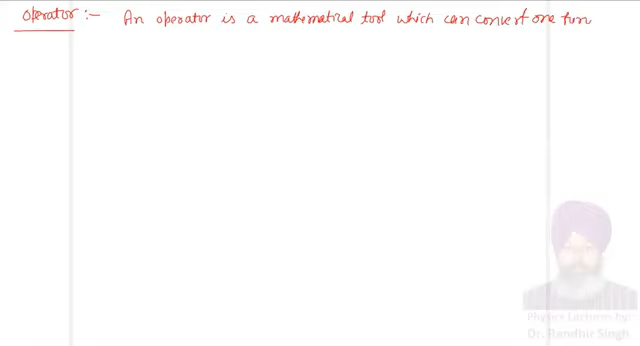 Operator :- An operator is a mathematical tool which can convert one fun
Physics Lectures by:
Dr. Randhir Singh